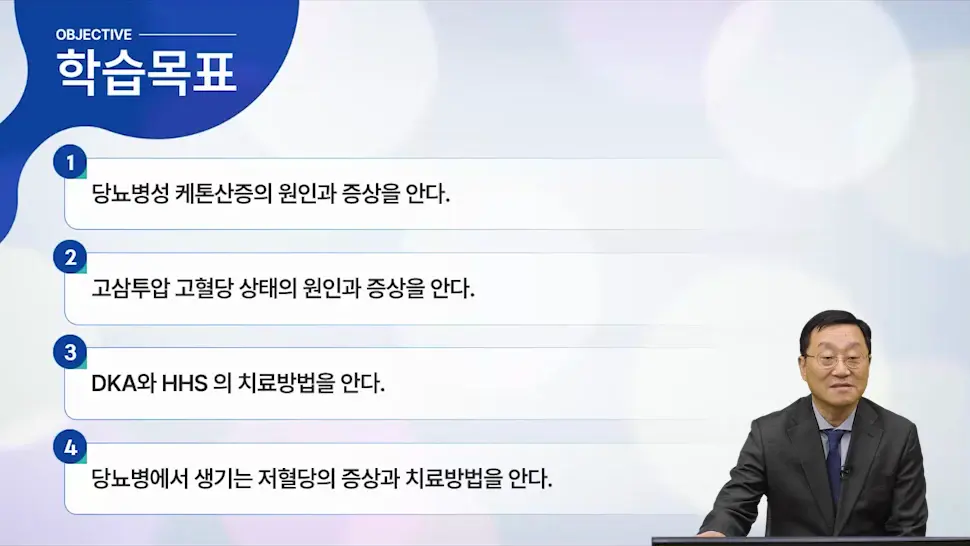 OBJECTIVE
학습목표
1
당뇨병성 케톤산증의 원인과 증상을 안다.
2
고삼투압 고혈당 상태의 원인과 증상을 안다.
3
DKA와 HHS 의 치료방법을 안다.
4
당뇨병에서 생기는 저혈당의 증상과 치료방법을 안다.